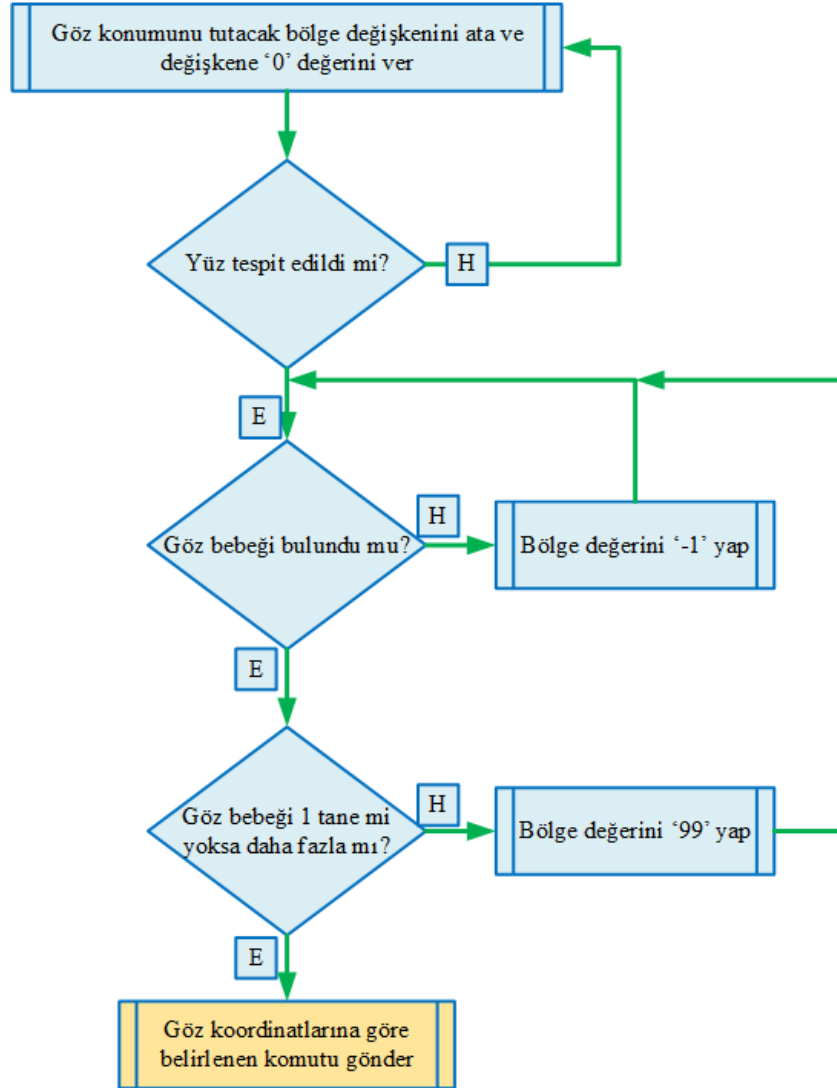 Göz konumunu tutacak bölge değişkenini ata ve
değişkene ‘0’ değerini ver
Yüz tespit edildi mi?
H
E
Göz bebeği bulundu mu?
H
Bölge değerini ‘-1’ yap
E
Göz bebeği 1 tane mi
yoksa daha fazla mı?
H
Bölge değerini ‘99’ yap
E
Göz koordinatlarına göre
belirlenen komutu gönder